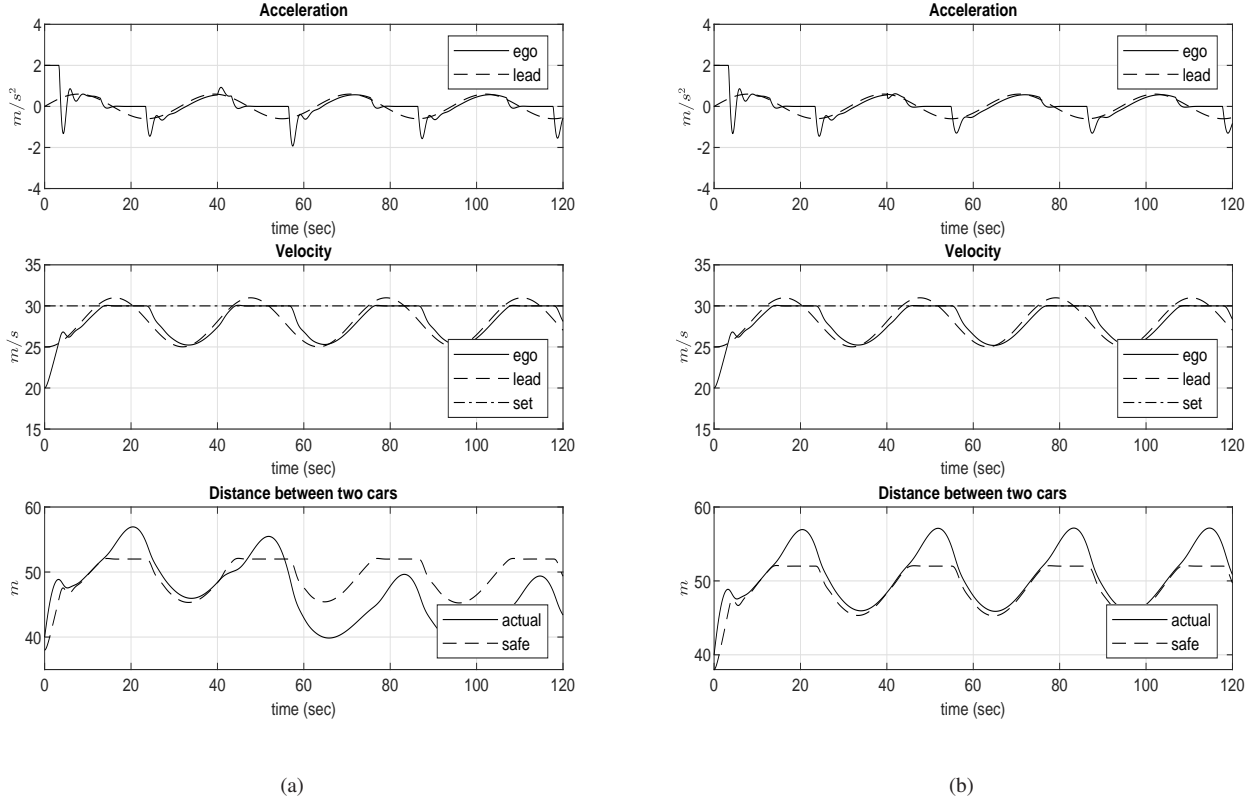 Acceleration
4
2
0
-2
-4
m/s²
ego
lead
0 20 40 60 80 100 120
time (sec)
Velocity
35
30
25
20
15
m/s
ego
lead
set
0 20 40 60 80 100 120
time (sec)
Distance between two cars
60
50
40
m
actual
safe
0 20 40 60 80 100 120
time (sec)
(a)
Acceleration
4
2
0
-2
-4
m/s²
ego
lead
0 20 40 60 80 100 120
time (sec)
Velocity
35
30
25
20
15
m/s
ego
lead
set
0 20 40 60 80 100 120
time (sec)
Distance between two cars
60
50
40
m
actual
safe
0 20 40 60 80 100 120
time (sec)
(b)